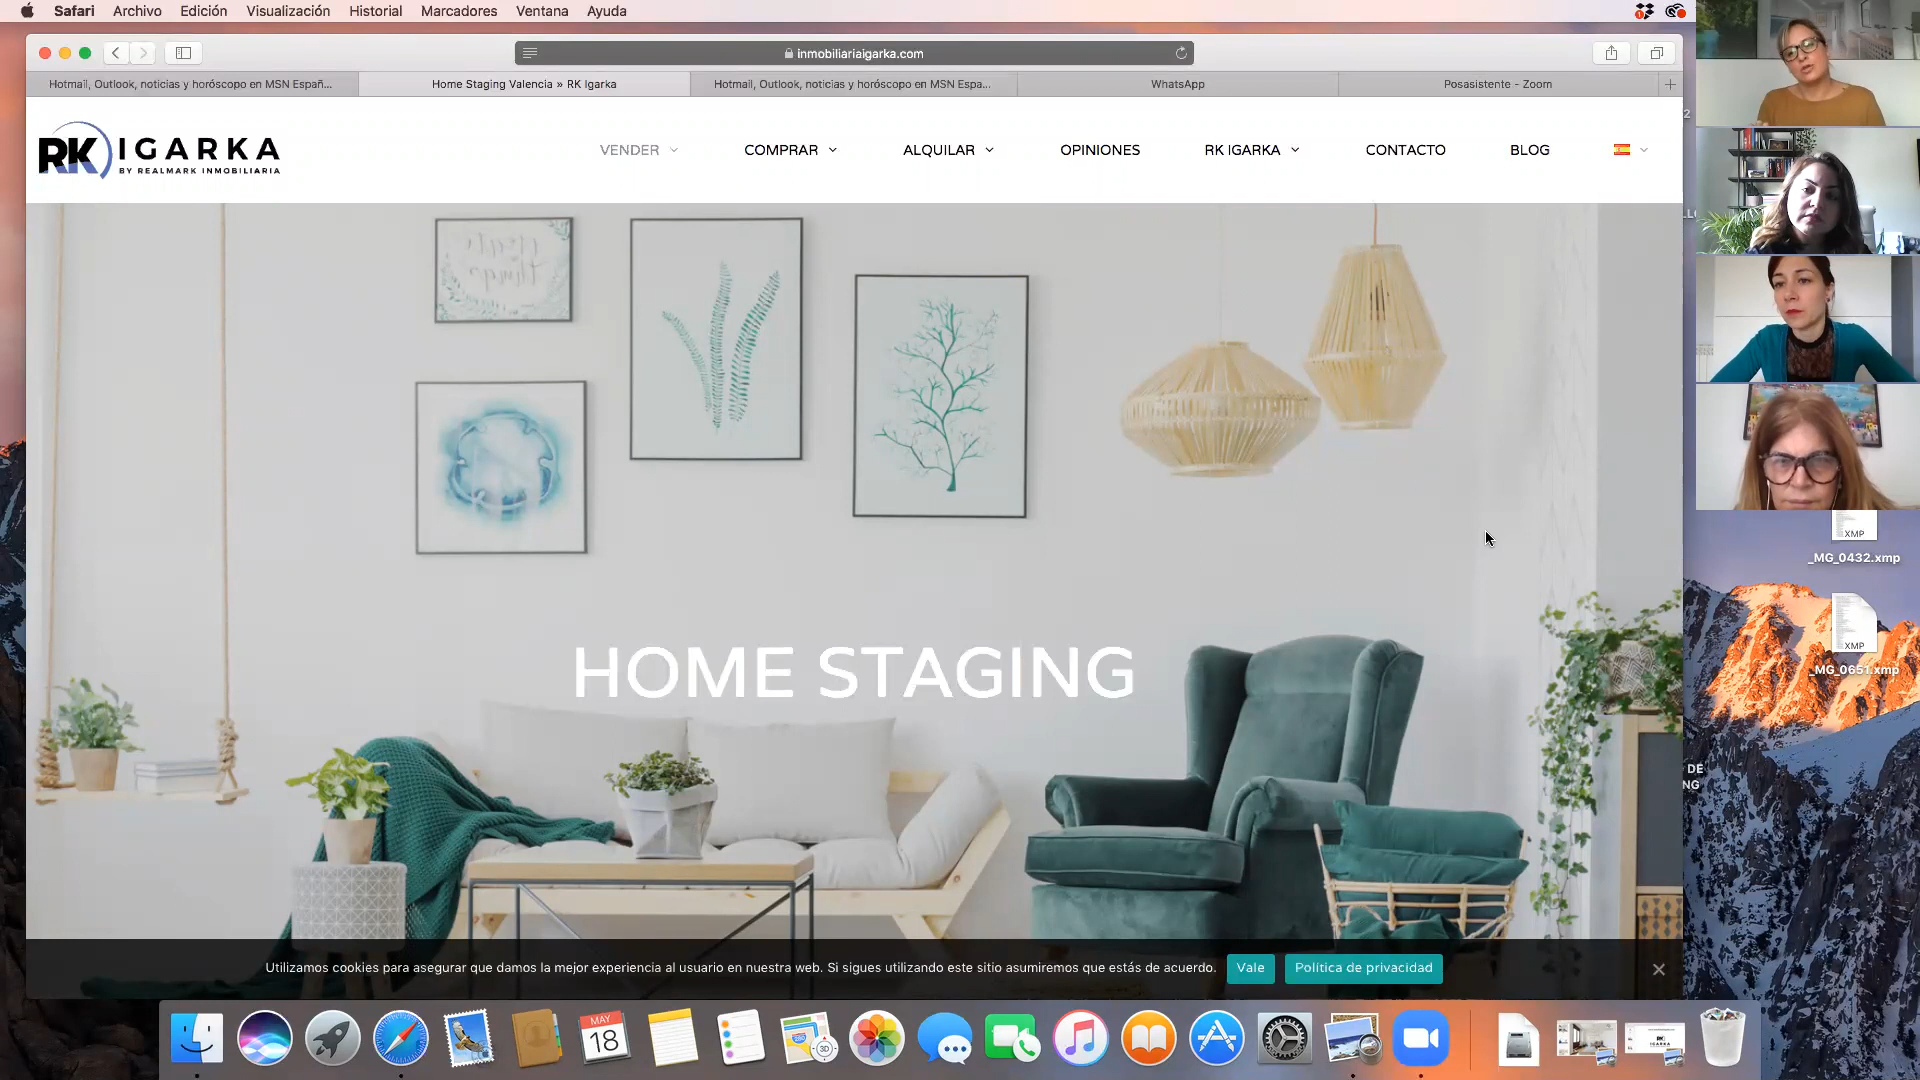 Safari Archivo Edición Visualización Historial Marcadores Ventana Ayuda
inmobiliariaigarka.com
Hotmail, Outlook, noticias y horóscopo en MSN Españ... Home Staging Valencia » RK Igarka Hotmail, Outlook, noticias y horóscopo en MSN Espa... WhatsApp Posasistente - Zoom
RK IGARKA
BY REALMARK INMOBILIARIA
VENDER COMPRAR ALQUILAR OPINIONES RK IGARKA CONTACTO BLOG
HOME STAGING
XMP
_MG_0432.xmp
XMP
_MG_0651.xmp
DE
NG
Utilizamos cookies para asegurar que damos la mejor experiencia al usuario en nuestra web. Si sigues utilizando este sitio asumiremos que estás de acuerdo. Vale Política de privacidad
MAY
18
3D